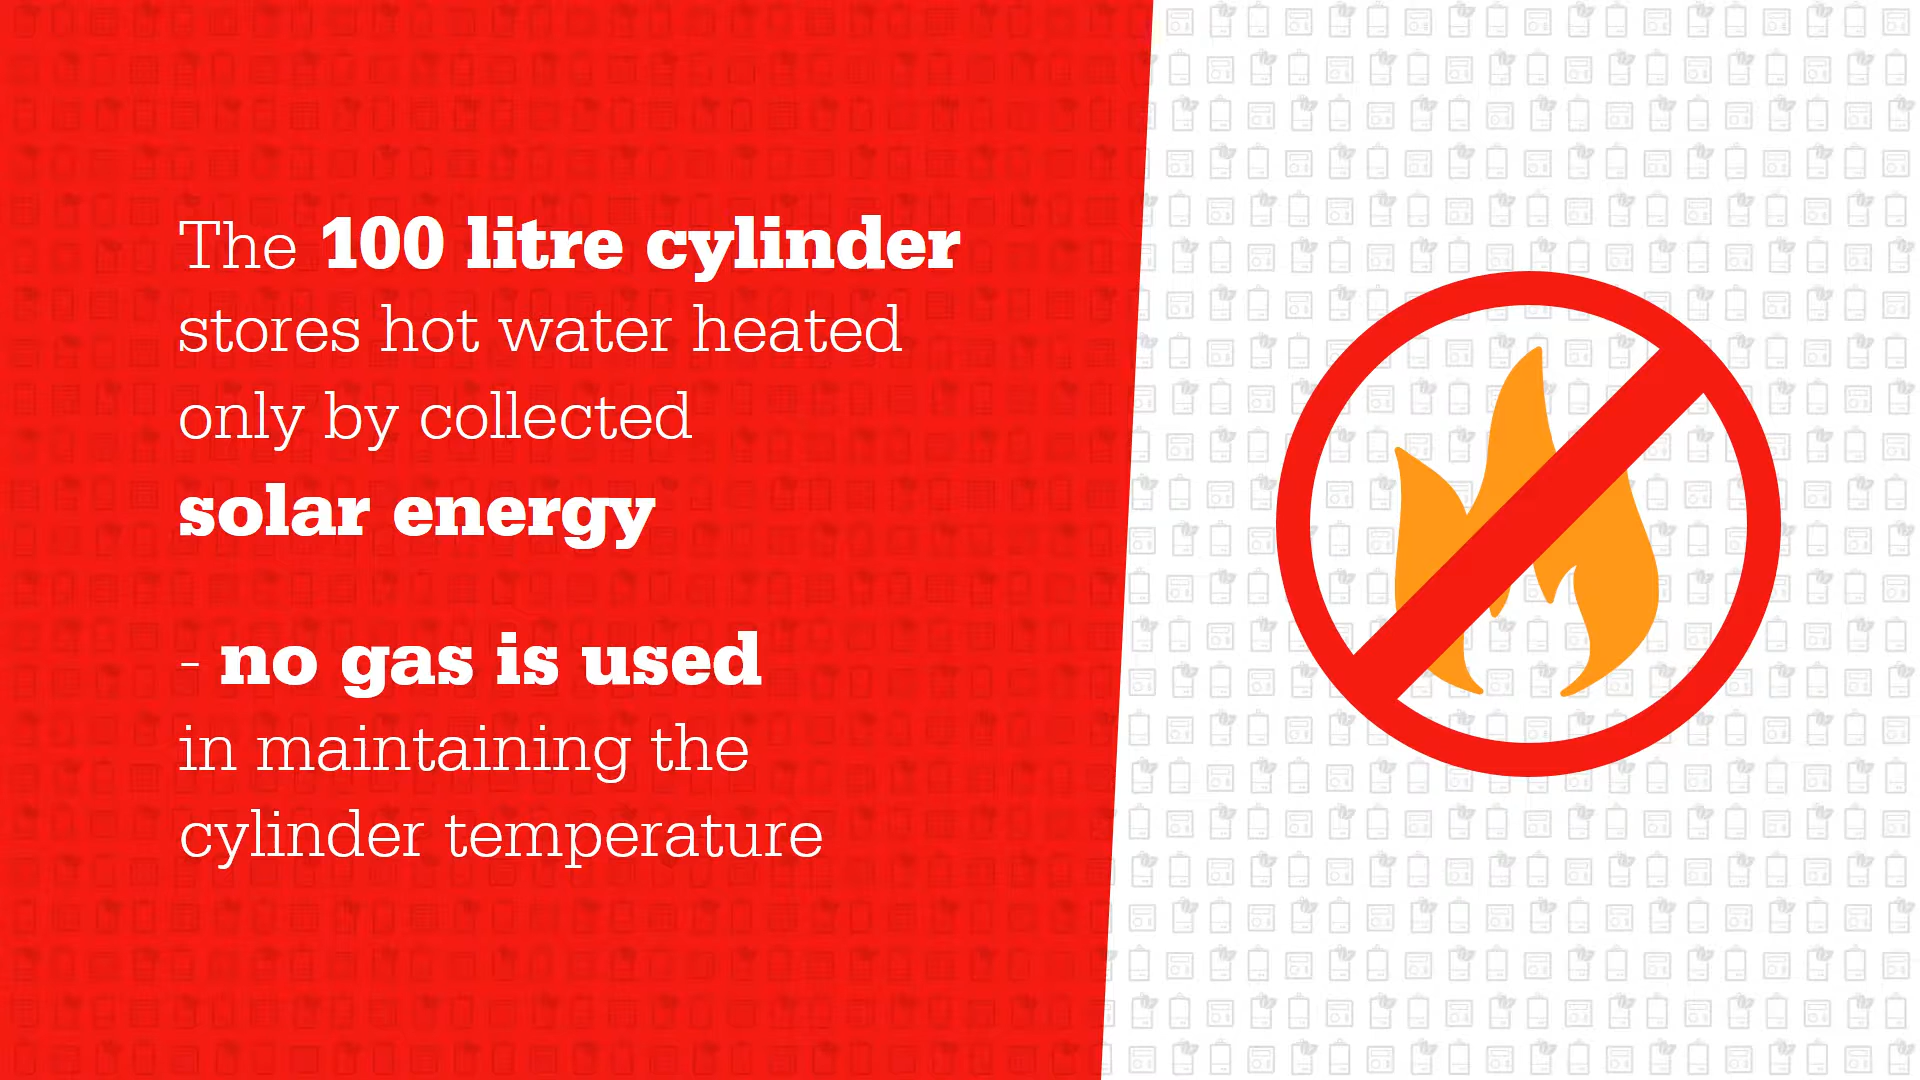 The 100 litre cylinder
stores hot water heated
only by collected
solar energy
- no gas is used
in maintaining the
cylinder temperature